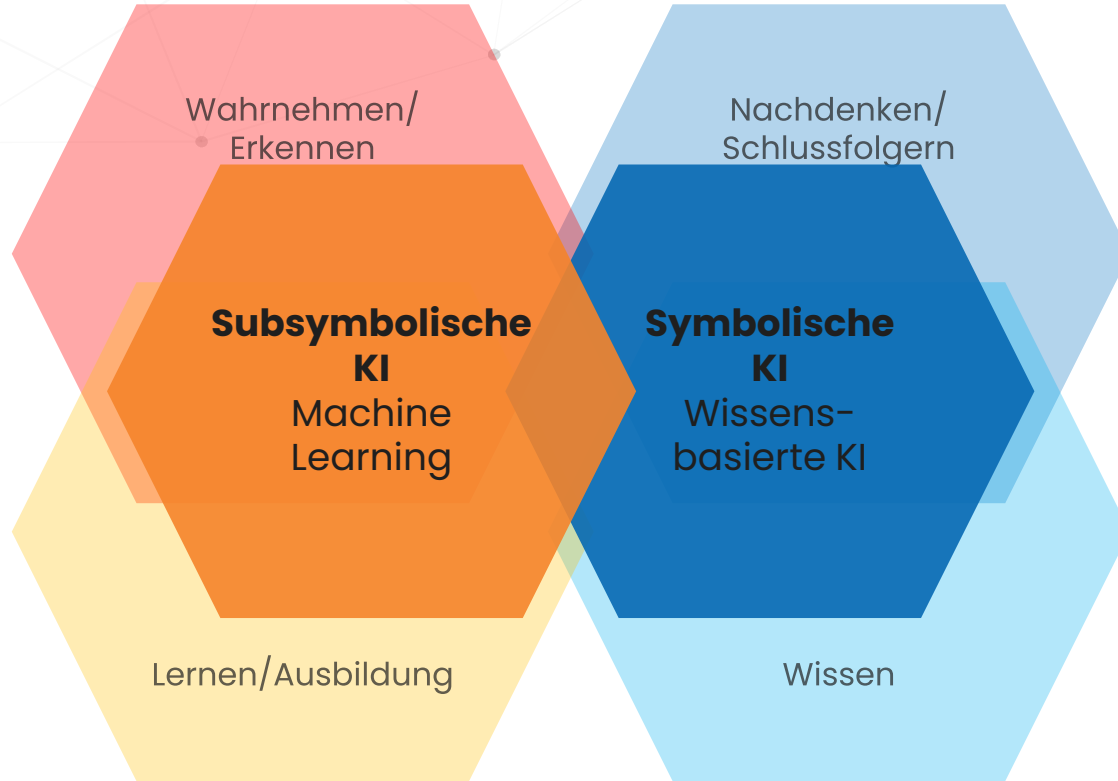 Wahrnehmen/
Erkennen
Nachdenken/
Schlussfolgern
Subsymbolische
KI
Machine
Learning
Symbolische
KI
Wissens-
basierte KI
Lernen/Ausbildung
Wissen